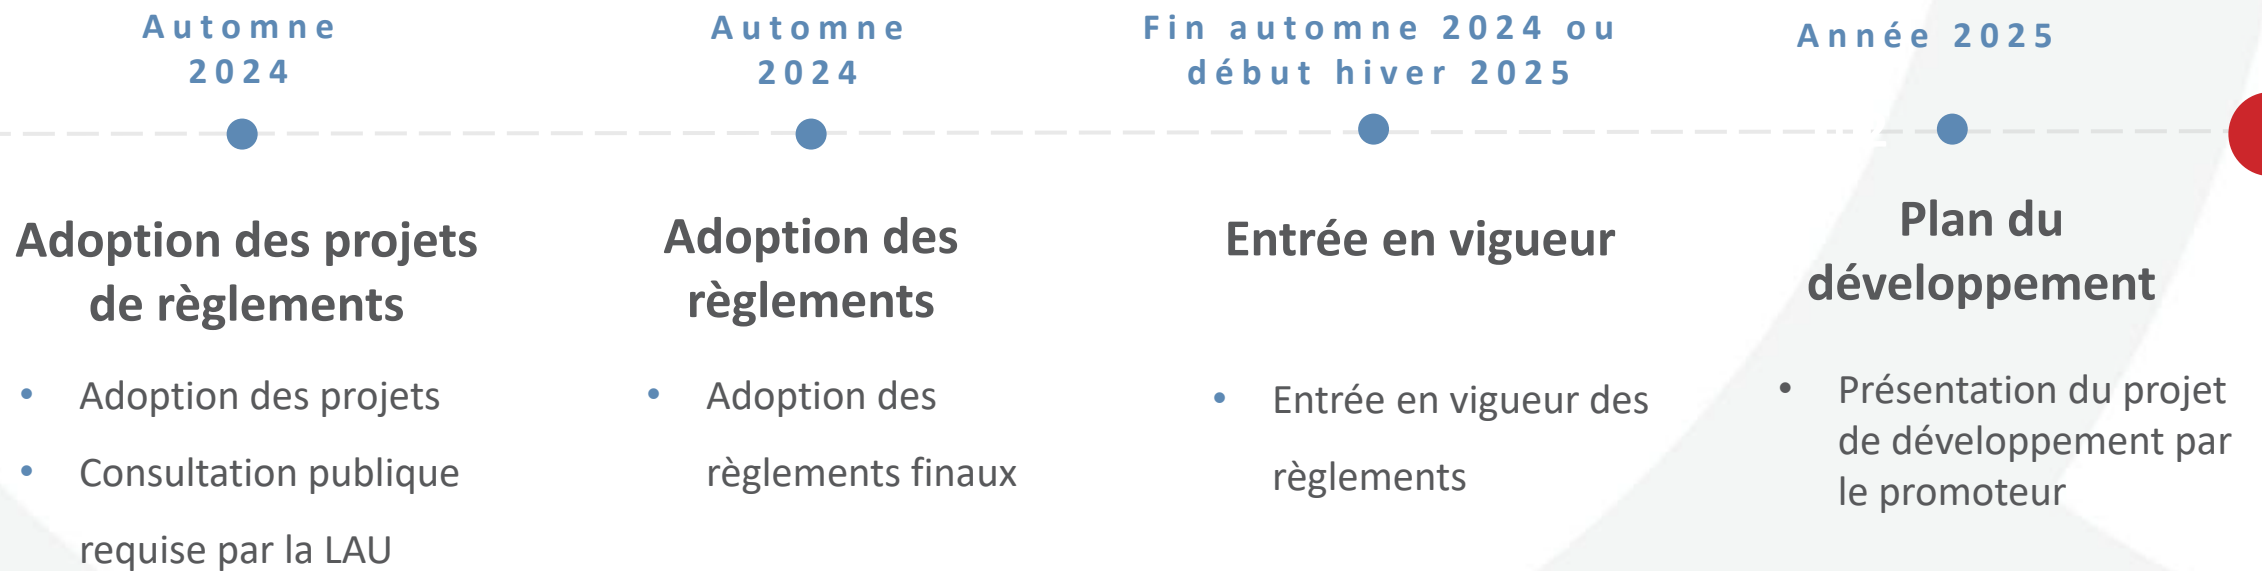 Automne
2024
Adoption des projets
de règlements
• Adoption des projets
• Consultation publique
requise par la LAU
Automne
2024
Adoption des
règlements
• Adoption des
règlements finaux
Fin automne 2024 ou
début hiver 2025
Entrée en vigueur
• Entrée en vigueur des
règlements
Année 2025
Plan du
développement
• Présentation du projet
de développement par
le promoteur